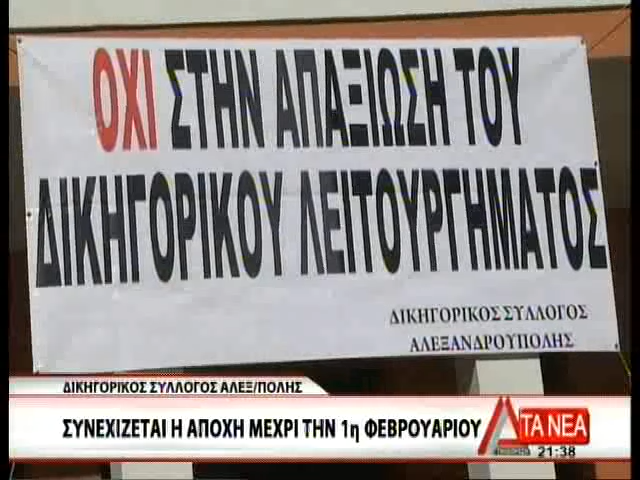 ΟΧΙ ΣΤΗΝ ΑΠΑΞΙΩΣΗ ΤΟΥ
ΔΙΚΗΓΟΡΙΚΟΥ ΛΕΙΤΟΥΡΓΗΜΑΤΟΣ
ΔΙΚΗΓΟΡΙΚΟΣ ΣΥΛΛΟΓΟΣ
ΑΛΕΞΑΝΔΡΟΥΠΟΛΗΣ
ΔΙΚΗΓΟΡΙΚΟΣ ΣΥΛΛΟΓΟΣ ΑΛΕΞ/ΠΟΛΗΣ
ΣΥΝΕΧΙΖΕΤΑΙ Η ΑΠΟΧΗ ΜΕΧΡΙ ΤΗΝ 1η ΦΕΒΡΟΥΑΡΙΟΥ
ΤΑ ΝΕΑ
21:38